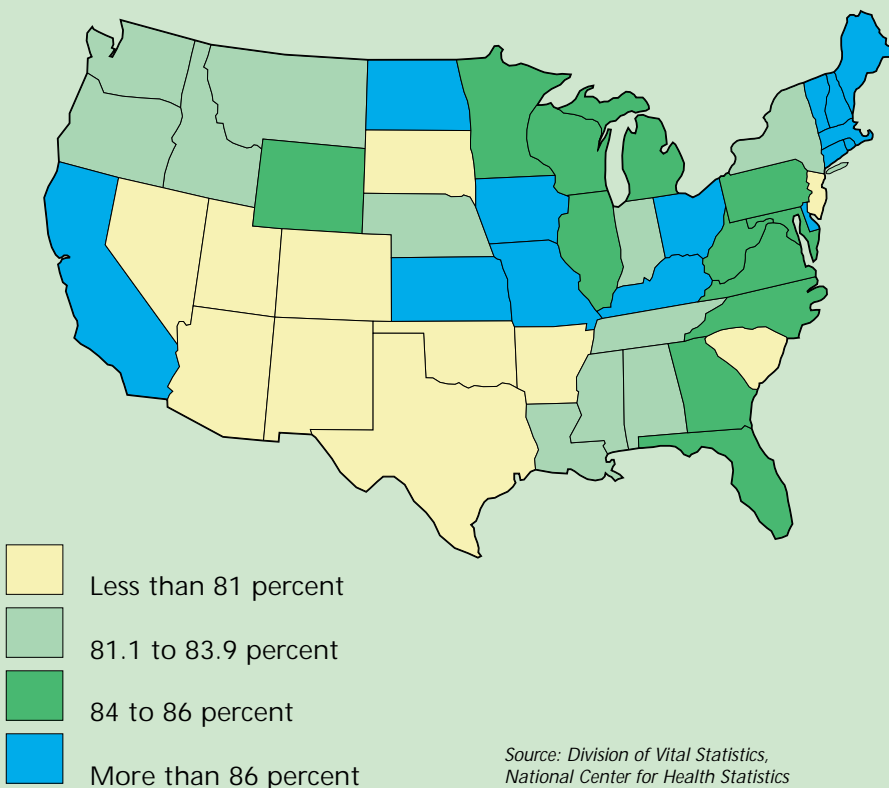 Less than 81 percent
81.1 to 83.9 percent
84 to 86 percent
More than 86 percent
Source: Division of Vital Statistics,
National Center for Health Statistics